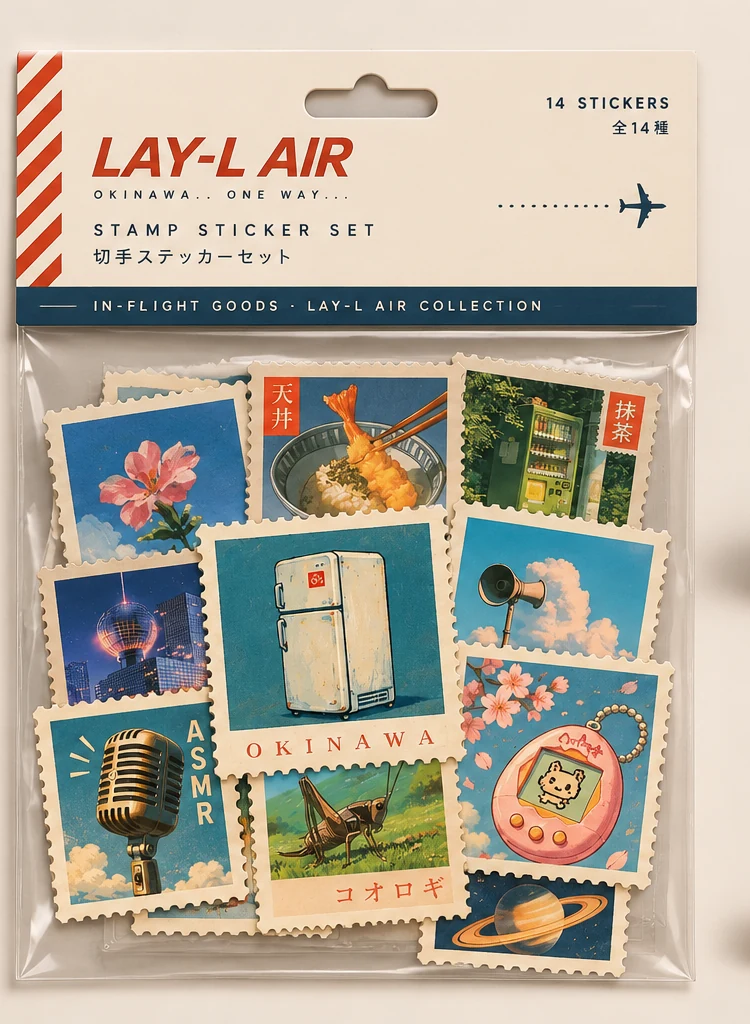 14 STICKERS
全14種
LAY-L AIR
OKINAWA.. ONE WAY...
STAMP STICKER SET
切手ステッカーセット
IN-FLIGHT GOODS · LAY-L AIR COLLECTION
天丼
抹茶
OKINAWA
ASMR
コオロギ